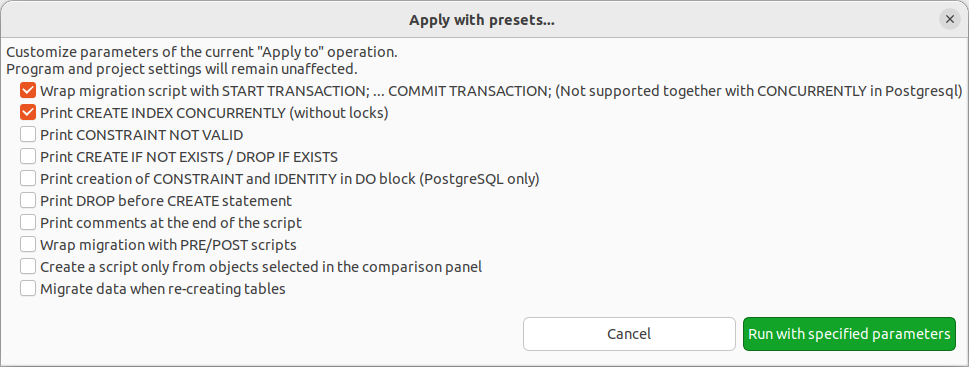 Apply with presets...
Customize parameters of the current "Apply to" operation.
Program and project settings will remain unaffected.
Wrap migration script with START TRANSACTION; ... COMMIT TRANSACTION; (Not supported together with CONCURRENTLY in Postgresql)
Print CREATE INDEX CONCURRENTLY (without locks)
Print CONSTRAINT NOT VALID
Print CREATE IF NOT EXISTS / DROP IF EXISTS
Print creation of CONSTRAINT and IDENTITY in DO block (PostgreSQL only)
Print DROP before CREATE statement
Print comments at the end of the script
Wrap migration with PRE/POST scripts
Create a script only from objects selected in the comparison panel
Migrate data when re-creating tables
Cancel
Run with specified parameters